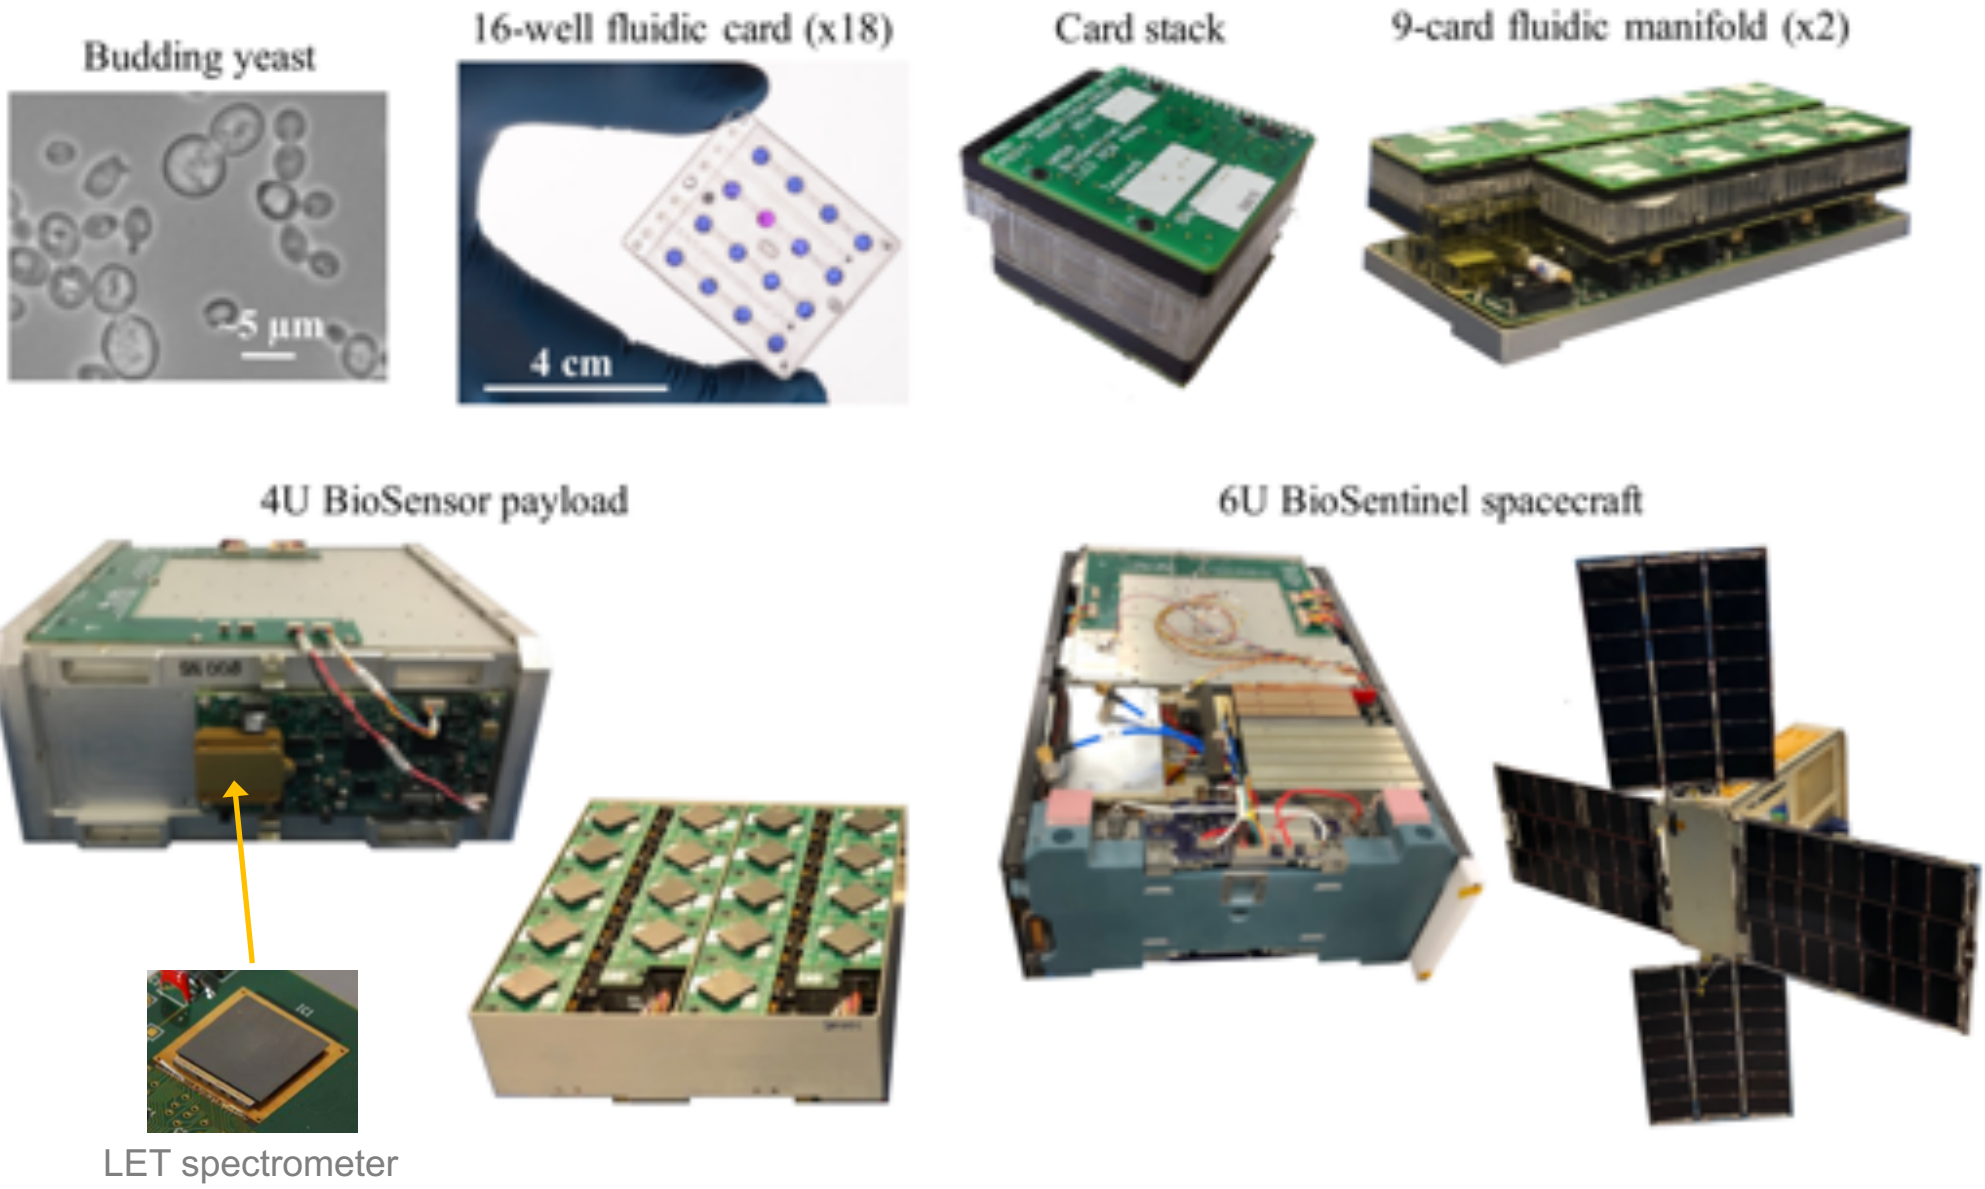 Budding yeast
16-well fluidic card (x18)
Card stack
9-card fluidic manifold (x2)
~5 µm
4 cm
4U BioSensor payload
6U BioSentinel spacecraft
IC1
LET spectrometer